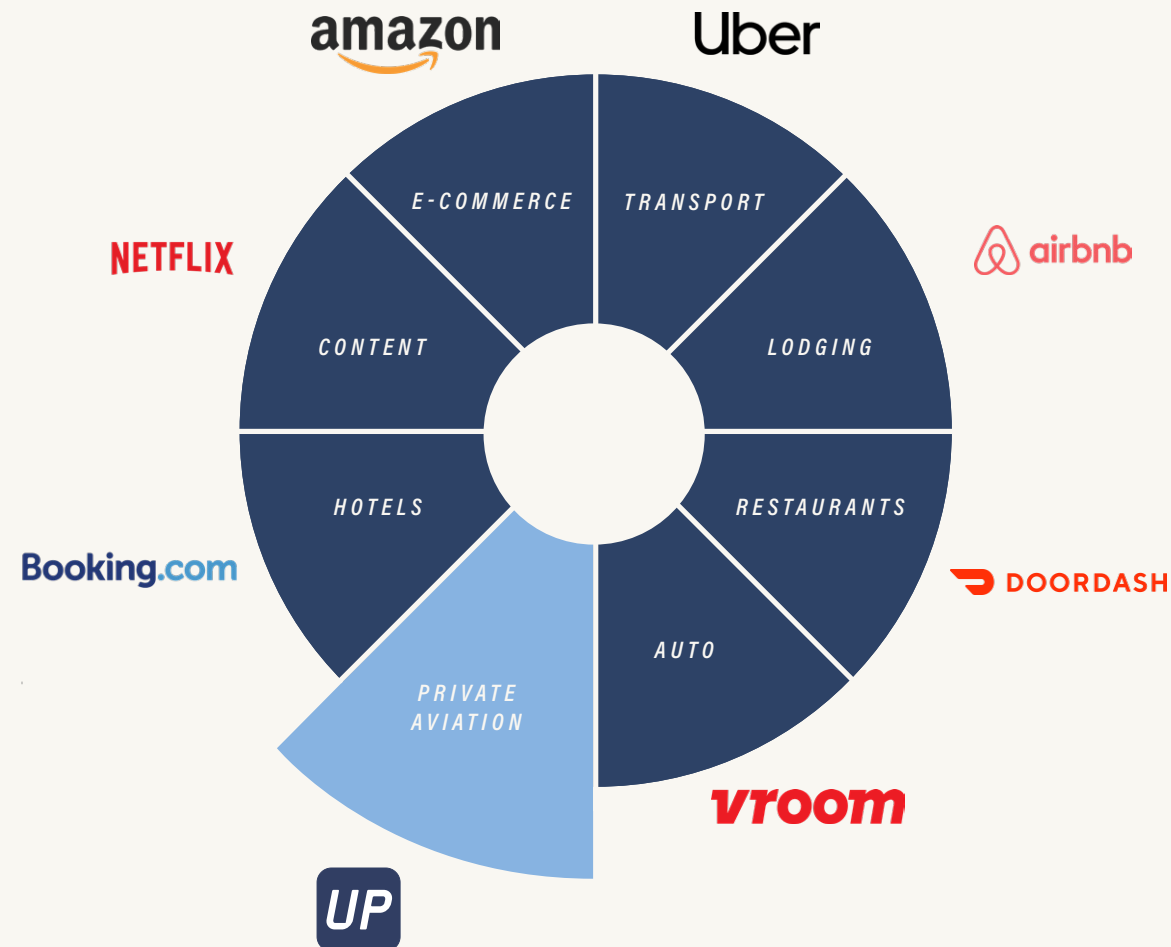 amazon
Uber
E-COMMERCE
TRANSPORT
NETFLIX
airbnb
CONTENT
LODGING
HOTELS
RESTAURANTS
Booking.com
DOORDASH
AUTO
PRIVATE
AVIATION
vroom
UP